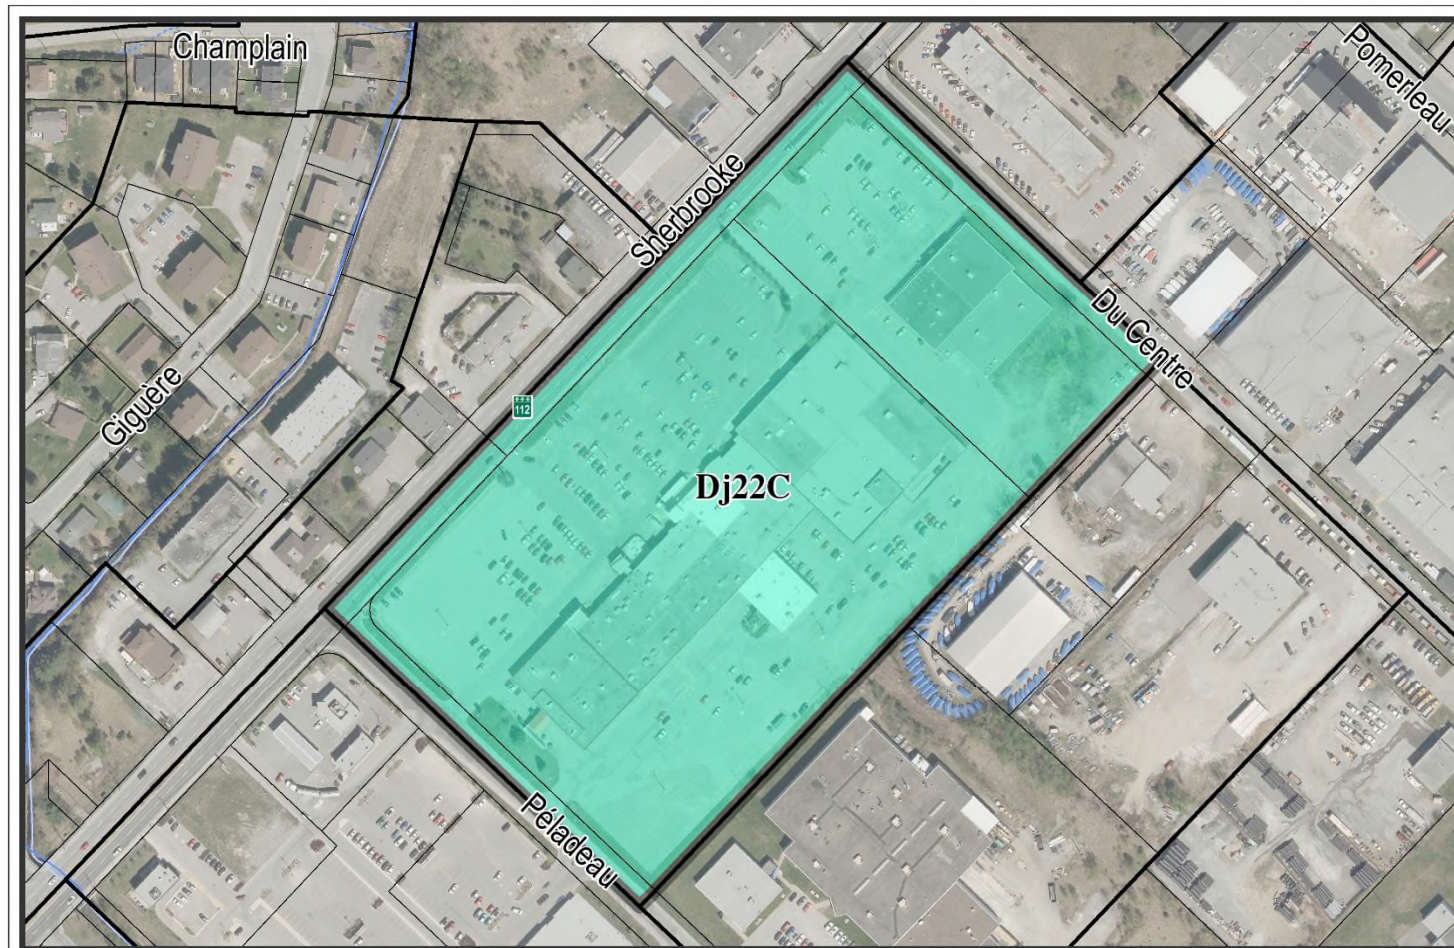 Champlain
Pomerleau
Sherbrooke
Du Centre
Giguère
112
Dj22C
Péladeau